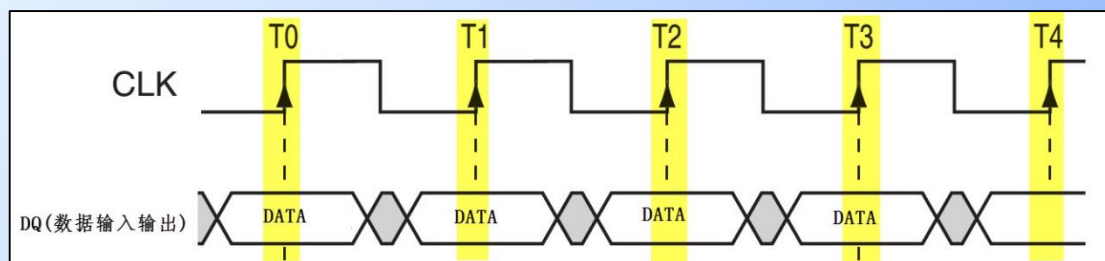 T0 T1 T2 T3 T4
CLK
DQ(数据输入输出) DATA DATA DATA DATA